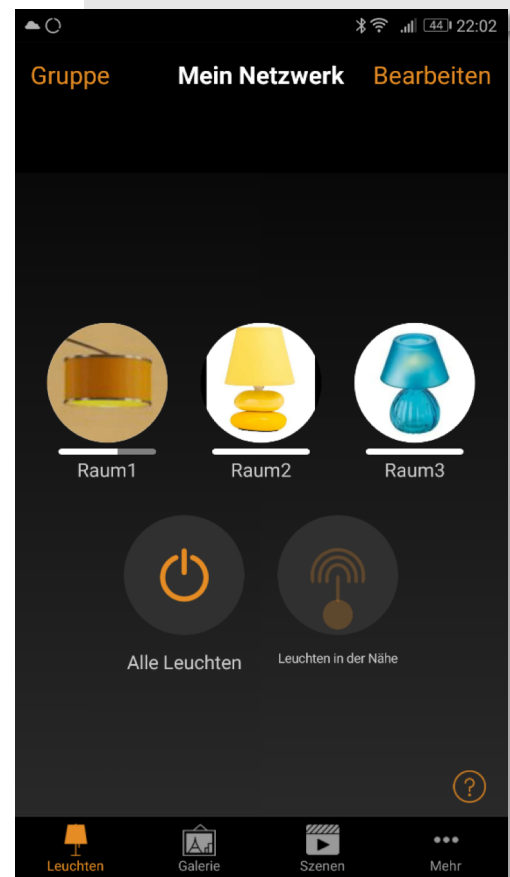 44 22:02
Gruppe Mein Netzwerk Bearbeiten
Raum1 Raum2 Raum3
Alle Leuchten Leuchten in der Nähe
?
Leuchten Galerie Szenen Mehr